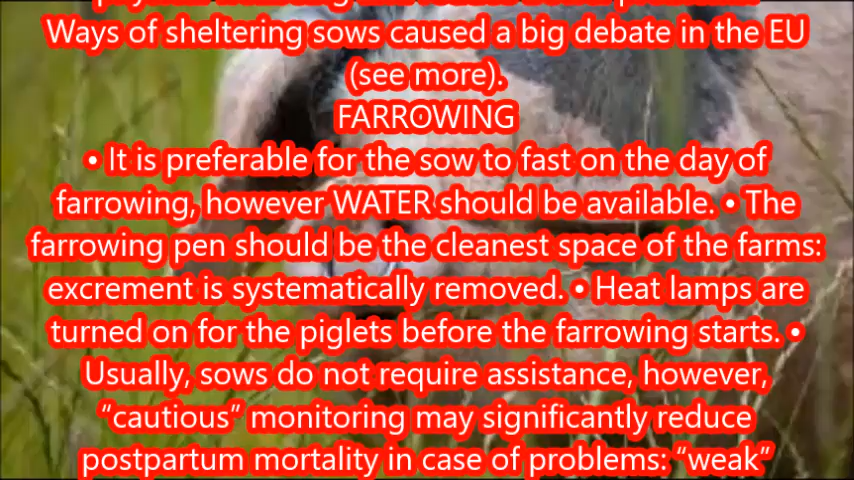 Ways of sheltering sows caused a big debate in the EU
(see more).
FARROWING
• It is preferable for the sow to fast on the day of
farrowing, however WATER should be available. • The
farrowing pen should be the cleanest space of the farms:
excrement is systematically removed. • Heat lamps are
turned on for the piglets before the farrowing starts. •
Usually, sows do not require assistance, however,
“cautious” monitoring may significantly reduce
postpartum mortality in case of problems: “weak”